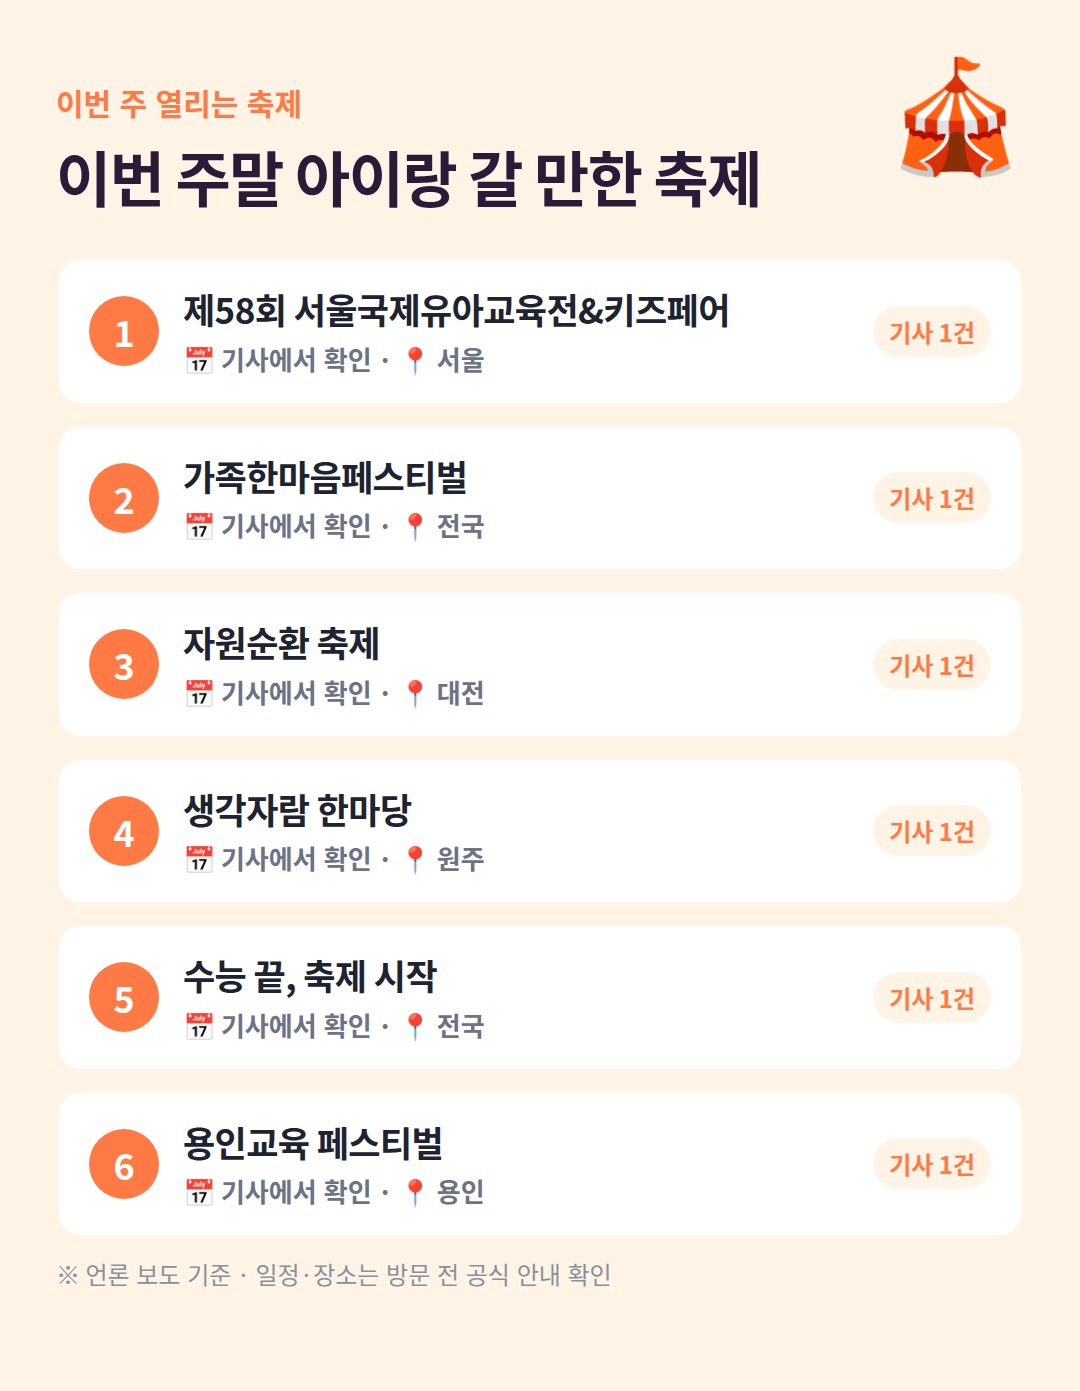 이번 주 열리는 축제
이번 주말 아이랑 갈 만한 축제
1
제58회 서울국제유아교육전&키즈페어
📅 기사에서 확인 · 📍 서울
기사 1건
2
가족한마음페스티벌
📅 기사에서 확인 · 📍 전국
기사 1건
3
자원순환 축제
📅 기사에서 확인 · 📍 대전
기사 1건
4
생각자람 한마당
📅 기사에서 확인 · 📍 원주
기사 1건
5
수능 끝, 축제 시작
📅 기사에서 확인 · 📍 전국
기사 1건
6
용인교육 페스티벌
📅 기사에서 확인 · 📍 용인
기사 1건
※ 언론 보도 기준 · 일정·장소는 방문 전 공식 안내 확인